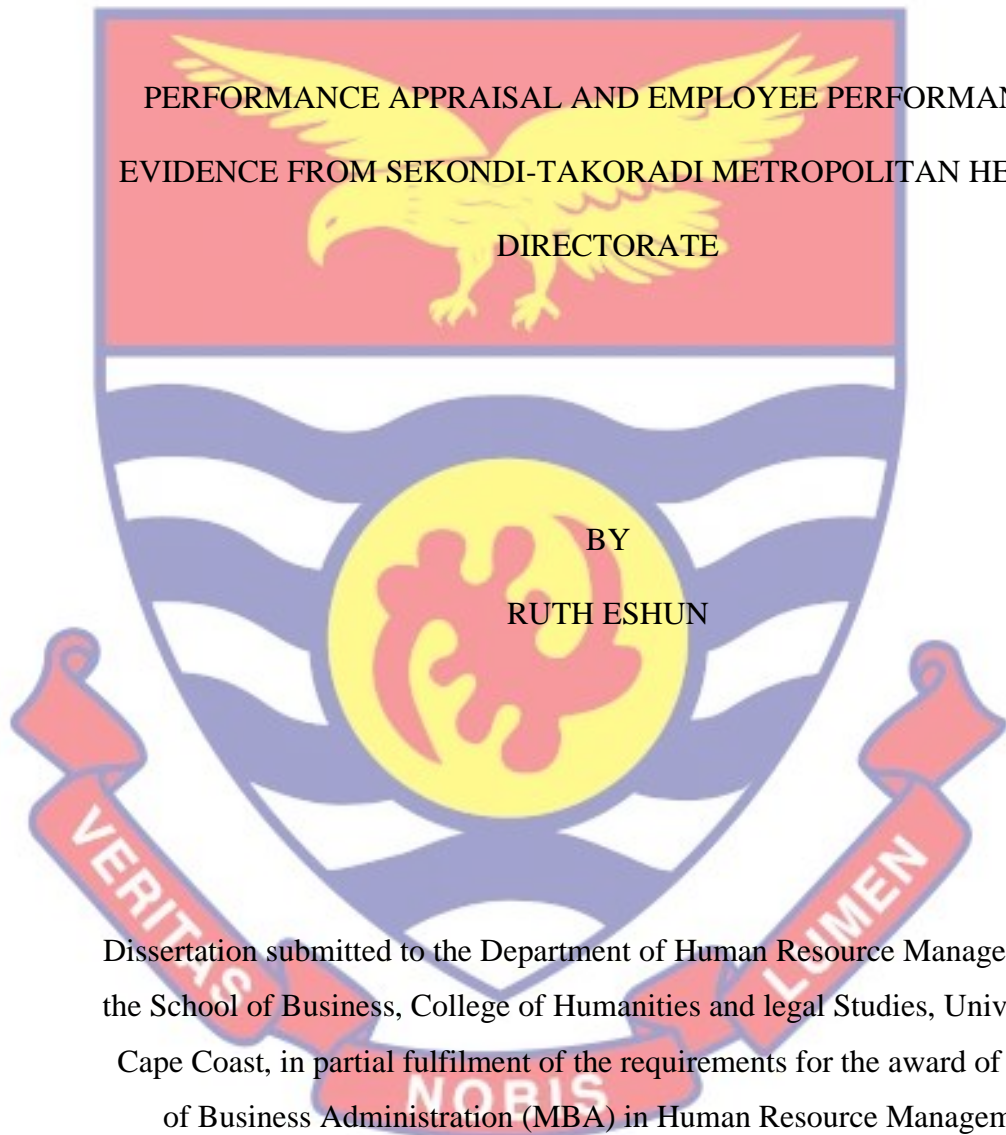 PERFORMANCE APPRAISAL AND EMPLOYEE PERFORMAN
EVIDENCE FROM SEKONDI-TAKORADI METROPOLITAN HE
DIRECTORATE
BY
RUTH ESHUN
VERITAS
NOBIS
LUMEN
Dissertation submitted to the Department of Human Resource Manage
the School of Business, College of Humanities and legal Studies, Univ
Cape Coast, in partial fulfilment of the requirements for the award of
of Business Administration (MBA) in Human Resource Managem